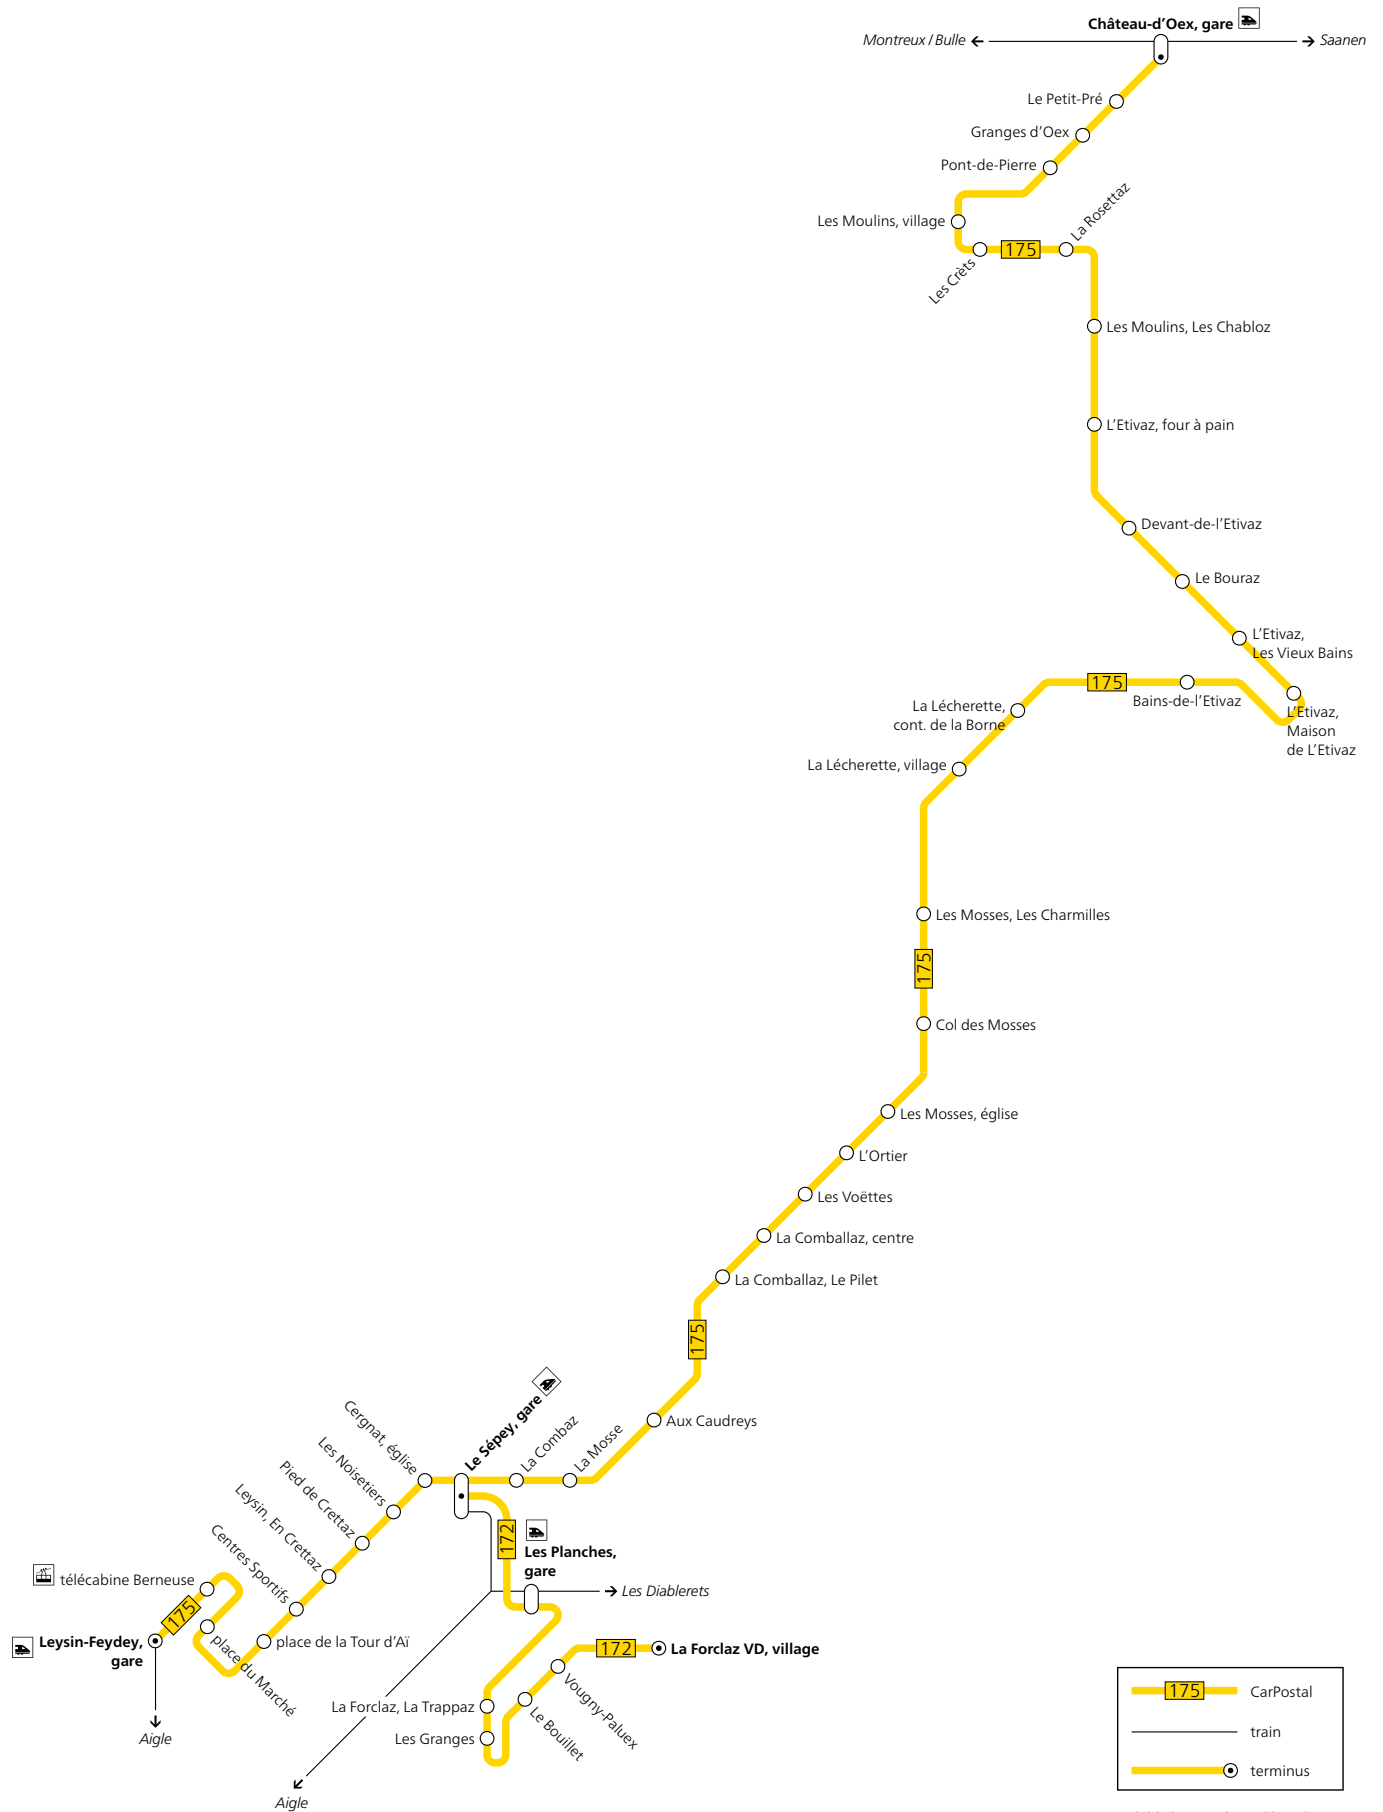 Château-d’Oex, gare
Montreux / Bulle
Saanen
Le Petit-Pré
Granges d’Oex
Pont-de-Pierre
Les Moulins, village
La Rosettaz
175
Les Crèts
Les Moulins, Les Chabloz
L’Etivaz, four à pain
Devant-de-l’Etivaz
Le Bouraz
L’Etivaz,
Les Vieux Bains
175
Bains-de-l’Etivaz
L’Etivaz,
Maison
de L’Etivaz
La Lécherette,
cont. de la Borne
La Lécherette, village
Les Mosses, Les Charmilles
175
Col des Mosses
Les Mosses, église
L’Ortier
Les Voëttes
La Comballaz, centre
La Comballaz, Le Pilet
175
Aux Caudreys
La Mosse
La Combaz
Le Sépey, gare
Cergnat, église
Les Noisetiers
Pied de Crettaz
Leysin, En Crettaz
Centres Sportifs
place de la Tour d’Aï
place du Marché
télécabine Berneuse
175
Leysin-Feydey,
gare
Aigle
172
Les Planches,
gare
Les Diablerets
La Forclaz, La Trappaz
Les Granges
Le Bouillet
Vougny-Paluex
172
La Forclaz VD, village
Aigle
175
CarPostal
train
terminus